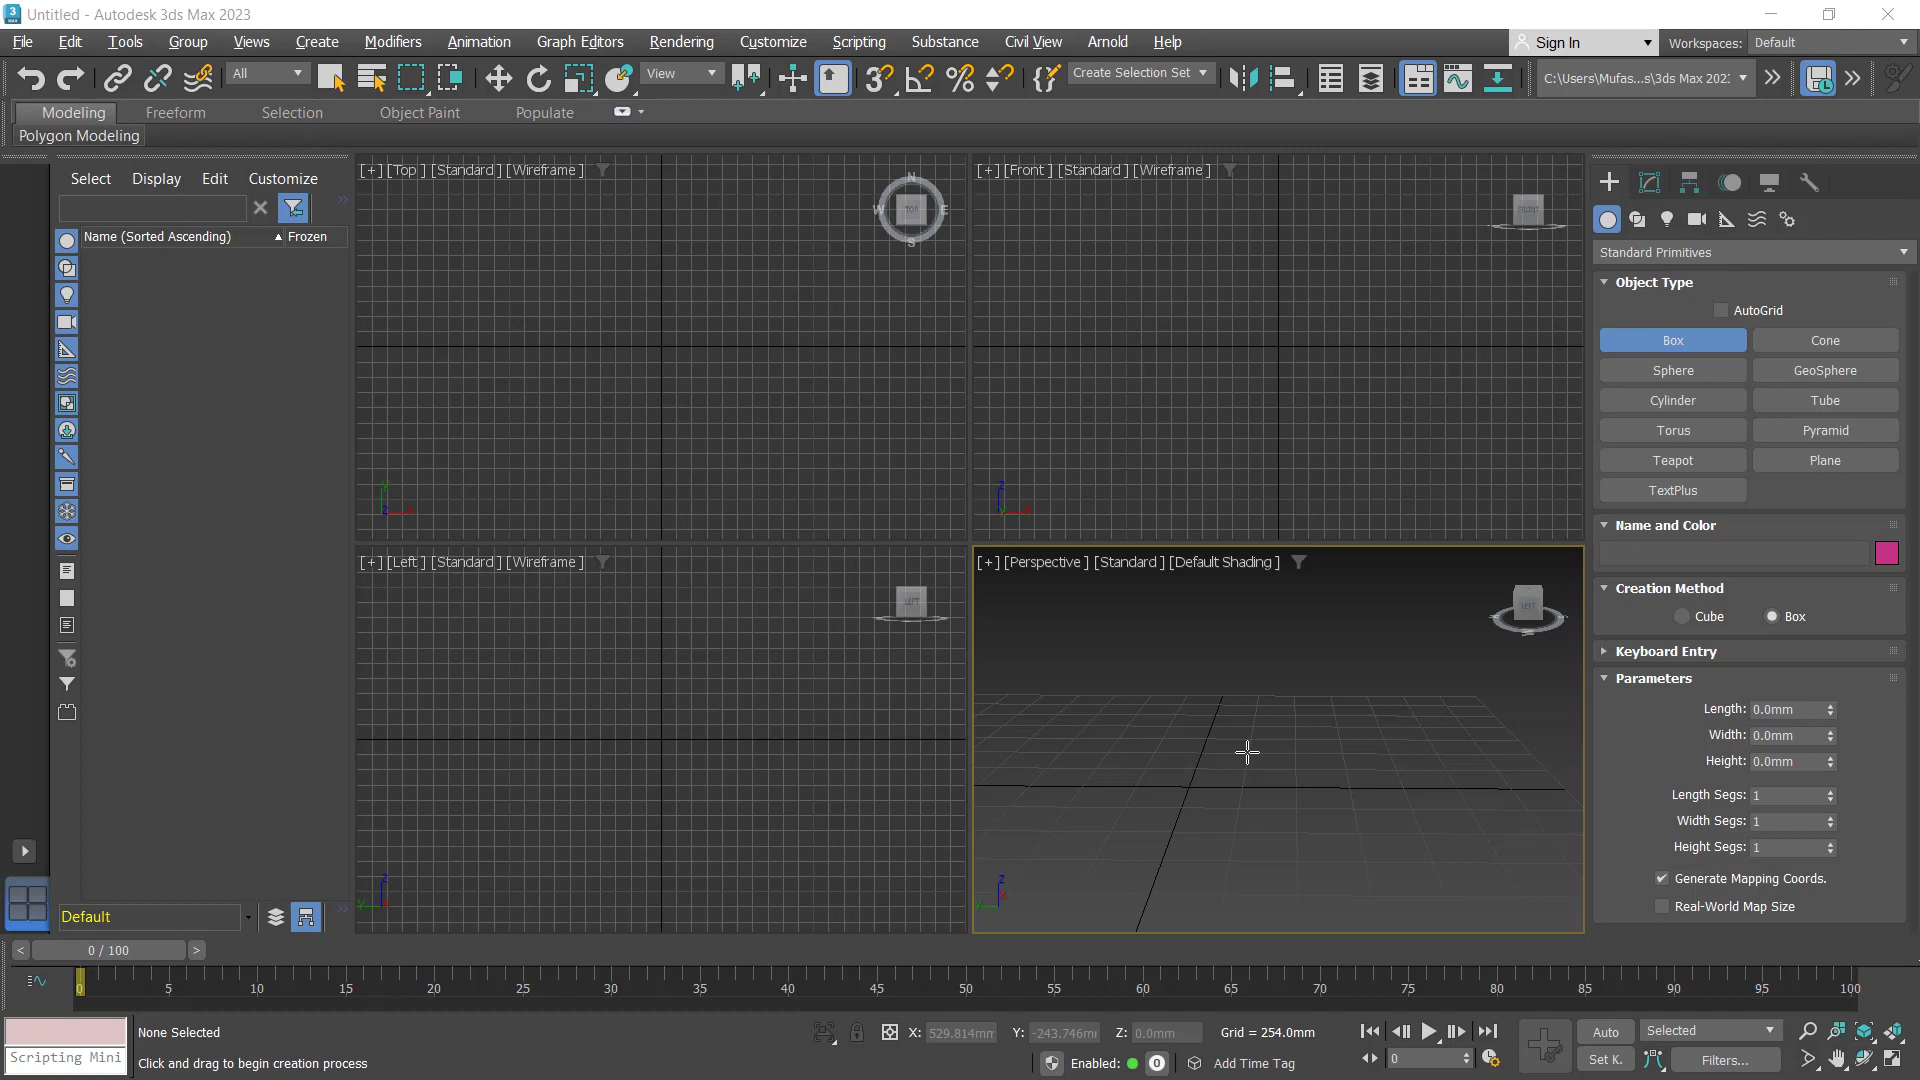 Untitled - Autodesk 3ds Max 2023
File Edit Tools Group Views Create Modifiers Animation Graph Editors Rendering Customize Scripting Substance Civil View Arnold Help
Sign In Workspaces: Default
All View Create Selection Set C:\Users\Mufas...s\3ds Max 202
Modeling Freeform Selection Object Paint Populate
Polygon Modeling
Select Display Edit Customize
Name (Sorted Ascending) Frozen
[+] [Top ] [Standard ] [Wireframe ]
N
W TOP E
S
y
z x
[+] [Front ] [Standard ] [Wireframe ]
FRONT
z
y x
[+] [Left ] [Standard ] [Wireframe ]
LEFT
z
y
[+] [Perspective ] [Standard ] [Default Shading ]
LEFT
W
z
x
y
Standard Primitives
Object Type
AutoGrid
Box Cone
Sphere GeoSphere
Cylinder Tube
Torus Pyramid
Teapot Plane
TextPlus
Name and Color
Creation Method
Cube Box
Keyboard Entry
Parameters
Length: 0.0mm
Width: 0.0mm
Height: 0.0mm
Length Segs: 1
Width Segs: 1
Height Segs: 1
Generate Mapping Coords.
Real-World Map Size
Default
< 0 / 100 >
0 5 10 15 20 25 30 35 40 45 50 55 60 65 70 75 80 85 90 95 100
None Selected X: 529.814mm Y: -243.746mm Z: 0.0mm Grid = 254.0mm Auto Selected
Scripting Mini Click and drag to begin creation process Enabled: 0 Add Time Tag 0 Set K. Filters...